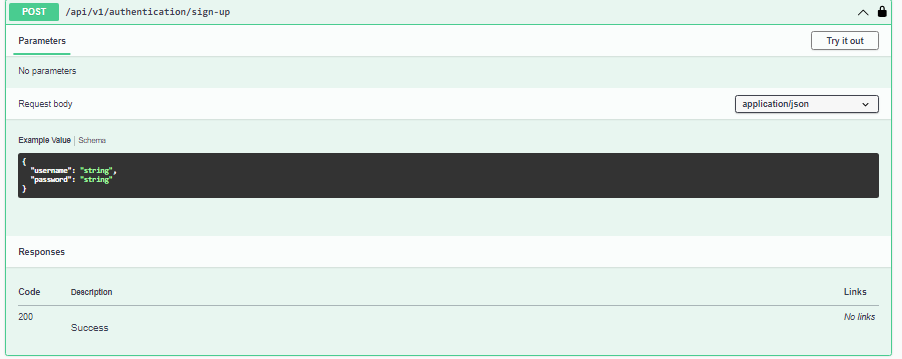 POST /api/v1/authentication/sign-up
Parameters
Try it out
No parameters
Request body
application/json
Example Value | Schema
{
  "username": "string",
  "password": "string"
}
Responses
Code Description Links
200 Success No links